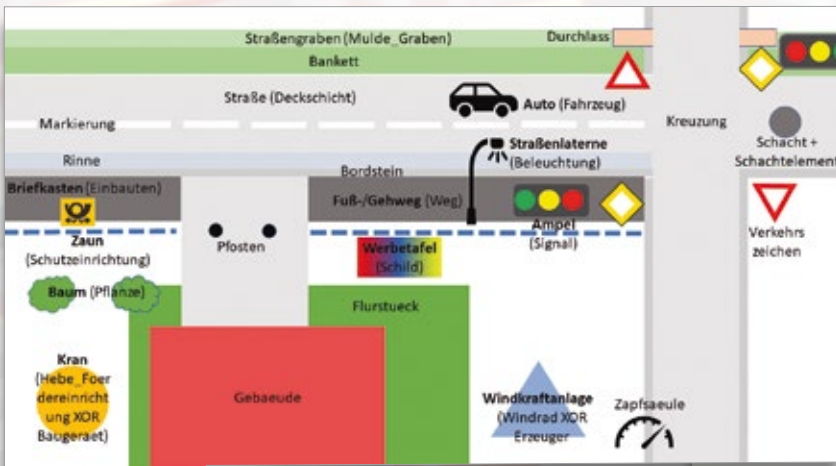 Straßengraben (Mulde_Graben)
Durchlass
Bankett
Straße (Deckschicht)
Auto (Fahrzeug)
Markierung
Kreuzung
Straßenlaterne
(Beleuchtung)
Schacht +
Schachtelement
Rinne
Bordstein
Briefkasten (Einbauten)
Fuß-/Gehweg (Weg)
Ampel
(Signal)
Verkehrs
zeichen
Zaun
(Schutzeinrichtung)
Pfosten
Werbetafel
(Schild)
Baum (Pflanze)
Flurstueck
Kran
(Hebe_Foer
dereinricht
ung XOR
Baugeraet)
Gebaeude
Windkraftanlage
(Windrad XOR
Erzeuger
Zapfsaeule